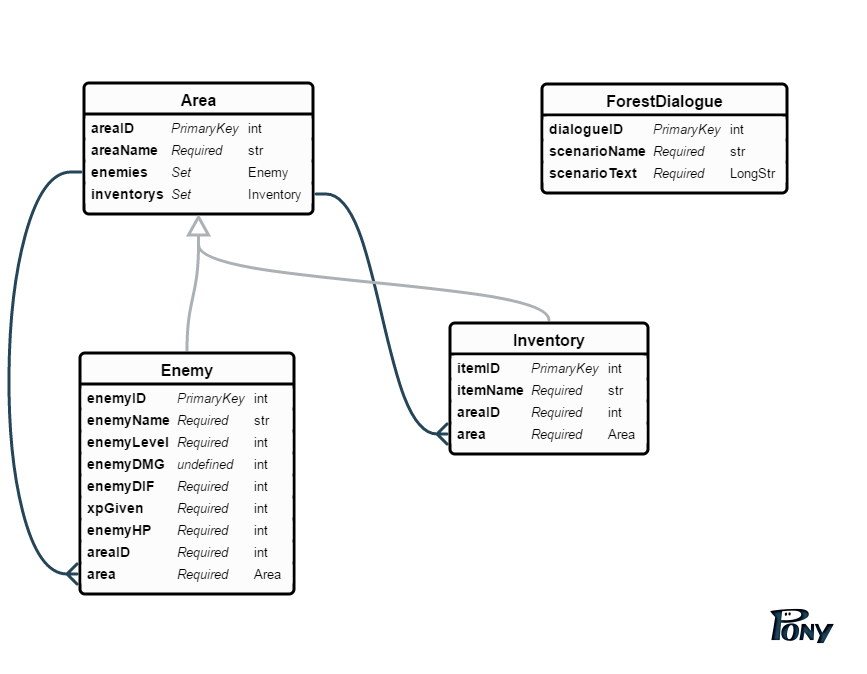 Area
areaID PrimaryKey int
areaName Required str
enemies Set Enemy
inventorys Set Inventory
ForestDialogue
dialogueID PrimaryKey int
scenarioName Required str
scenarioText Required LongStr
Enemy
enemyID PrimaryKey int
enemyName Required str
enemyLevel Required int
enemyDMG undefined int
enemyDIF Required int
xpGiven Required int
enemyHP Required int
areaID Required int
area Required Area
Inventory
itemID PrimaryKey int
itemName Required str
areaID Required int
area Required Area
PONY